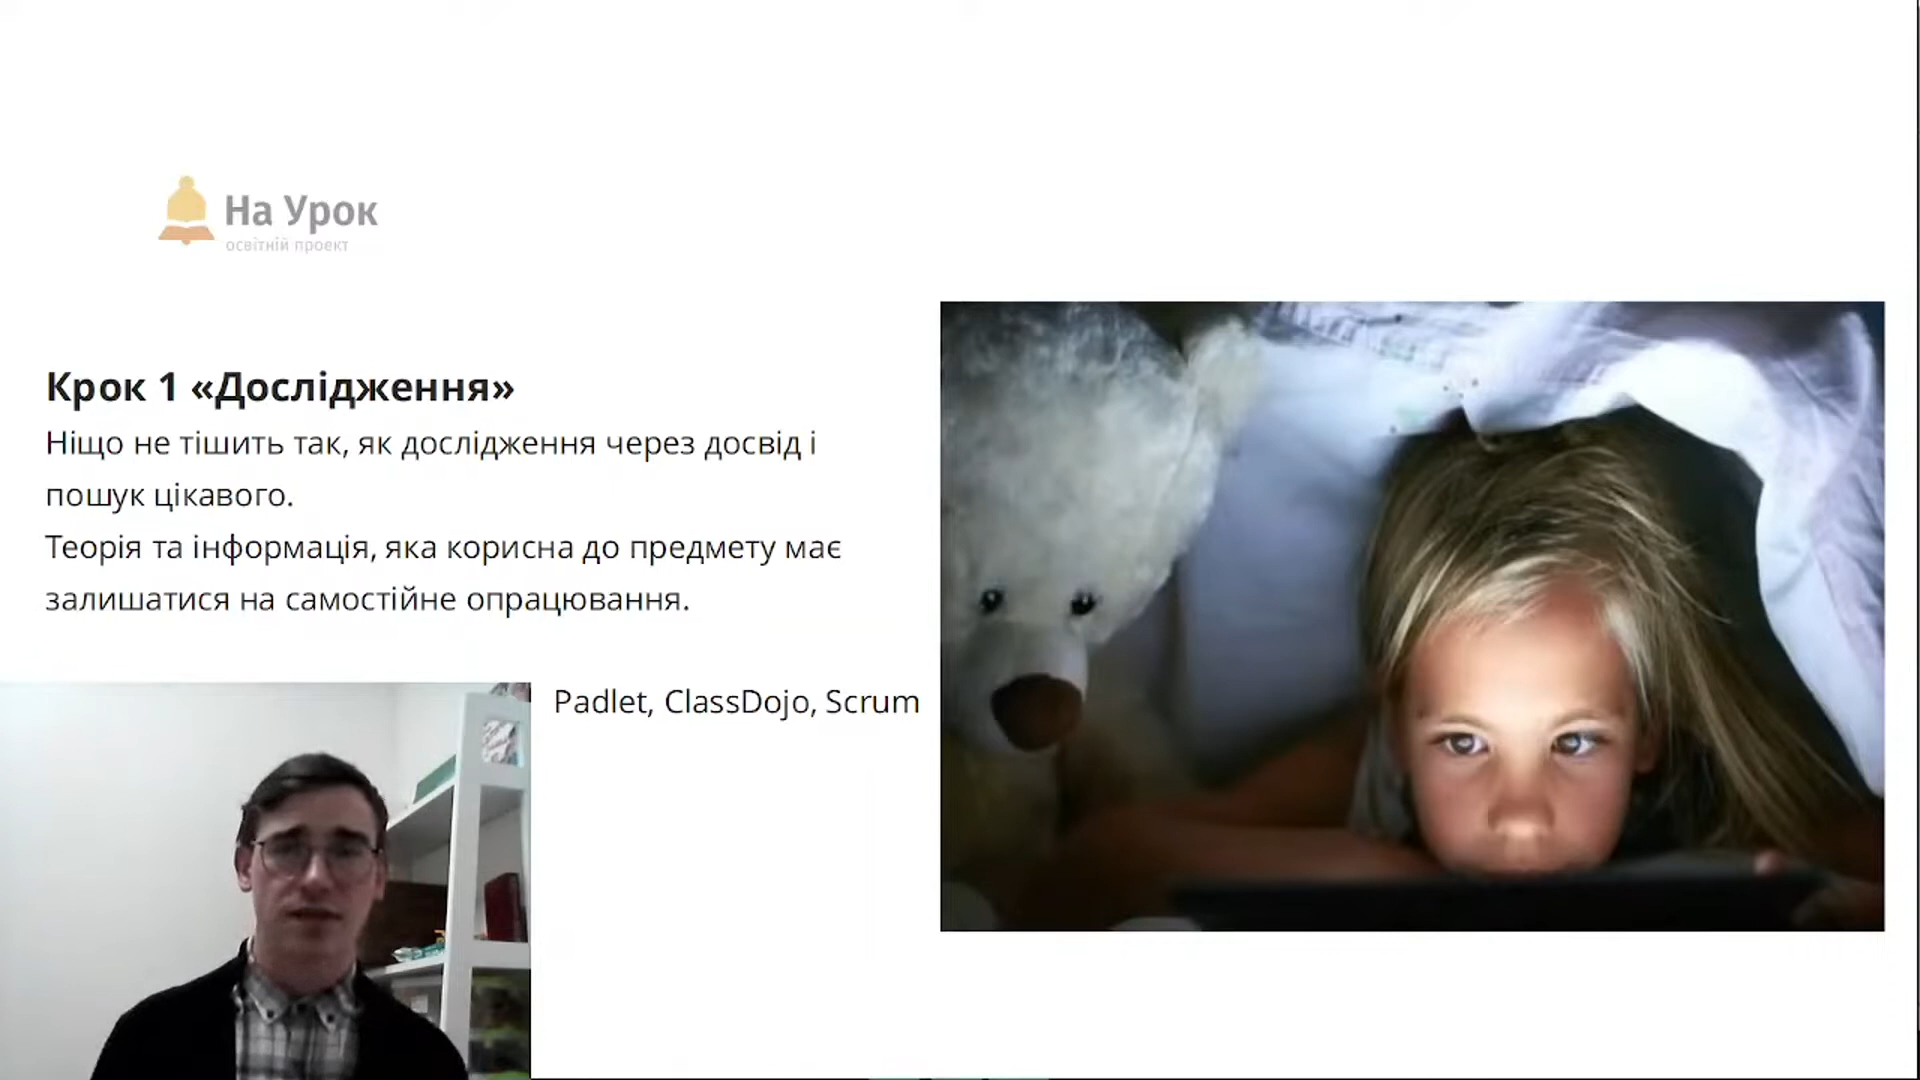 На Урок
освітній проект
Крок 1 «Дослідження»
Ніщо не тішить так, як дослідження через досвід і
пошук цікавого.
Теорія та інформація, яка корисна до предмету має
залишатися на самостійне опрацювання.
Padlet, ClassDojo, Scrum